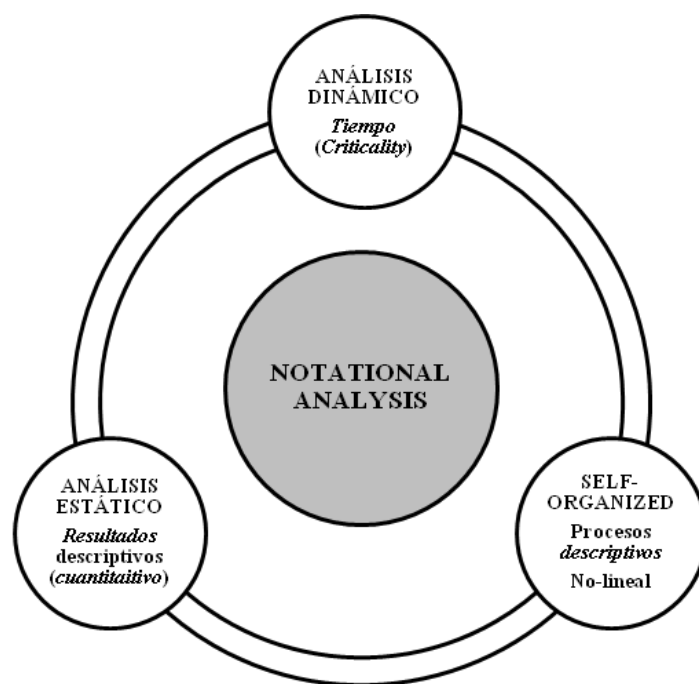 ANÁLISIS
DINÁMICO
Tiempo
(Criticality)
NOTATIONAL
ANALYSIS
ANÁLISIS
ESTÁTICO
Resultados
descriptivos
(cuantitaitivo)
SELF-
ORGANIZED
Procesos
descriptivos
No-lineal